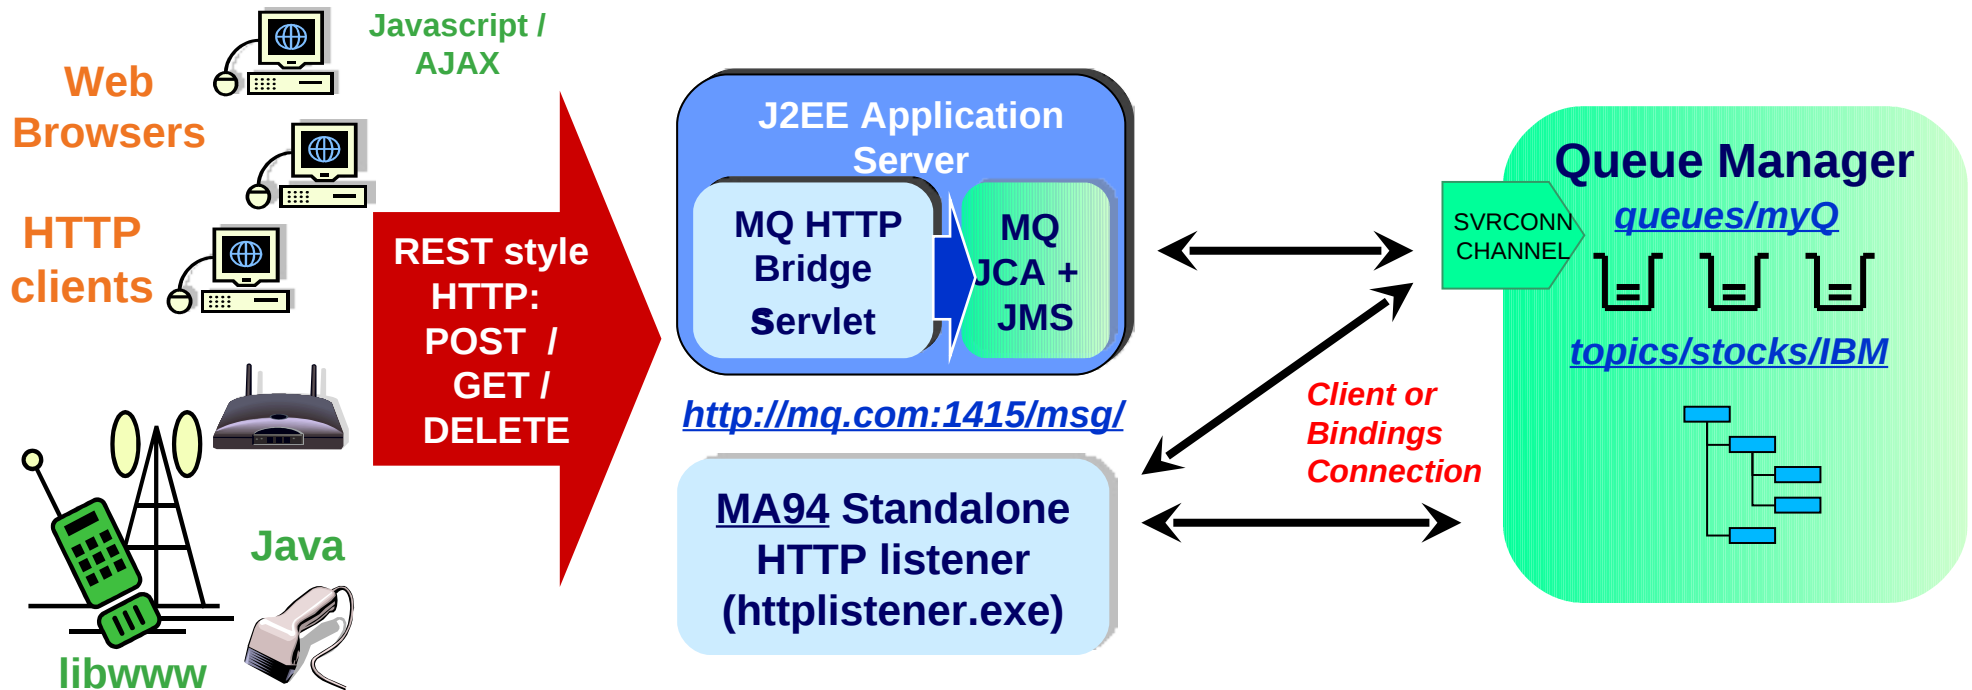 Javascript /
AJAX
Web
Browsers
HTTP
clients
REST style
HTTP:
POST /
GET /
DELETE
Java
libwww
J2EE Application
Server
MQ HTTP
Bridge
Servlet
MQ
JCA +
JMS
http://mq.com:1415/msg/
MA94 Standalone
HTTP listener
(httplistener.exe)
Client or
Bindings
Connection
SVRCONN
CHANNEL
Queue Manager
queues/myQ
topics/stocks/IBM